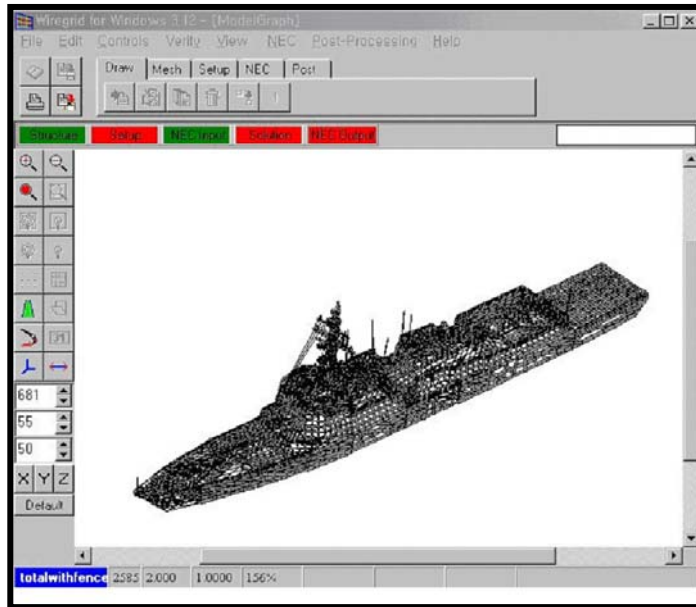 Wiregrid for Windows 3.12 - [ModelGraph]
File Edit Controls Verify View NEC Post-Processing Help
Draw Mesh Setup NEC Post
Structure Setup NEC Input Solution NEC Output
681
55
50
X Y Z
Default
totalwithfence 2585 2.000 1.0000 156%